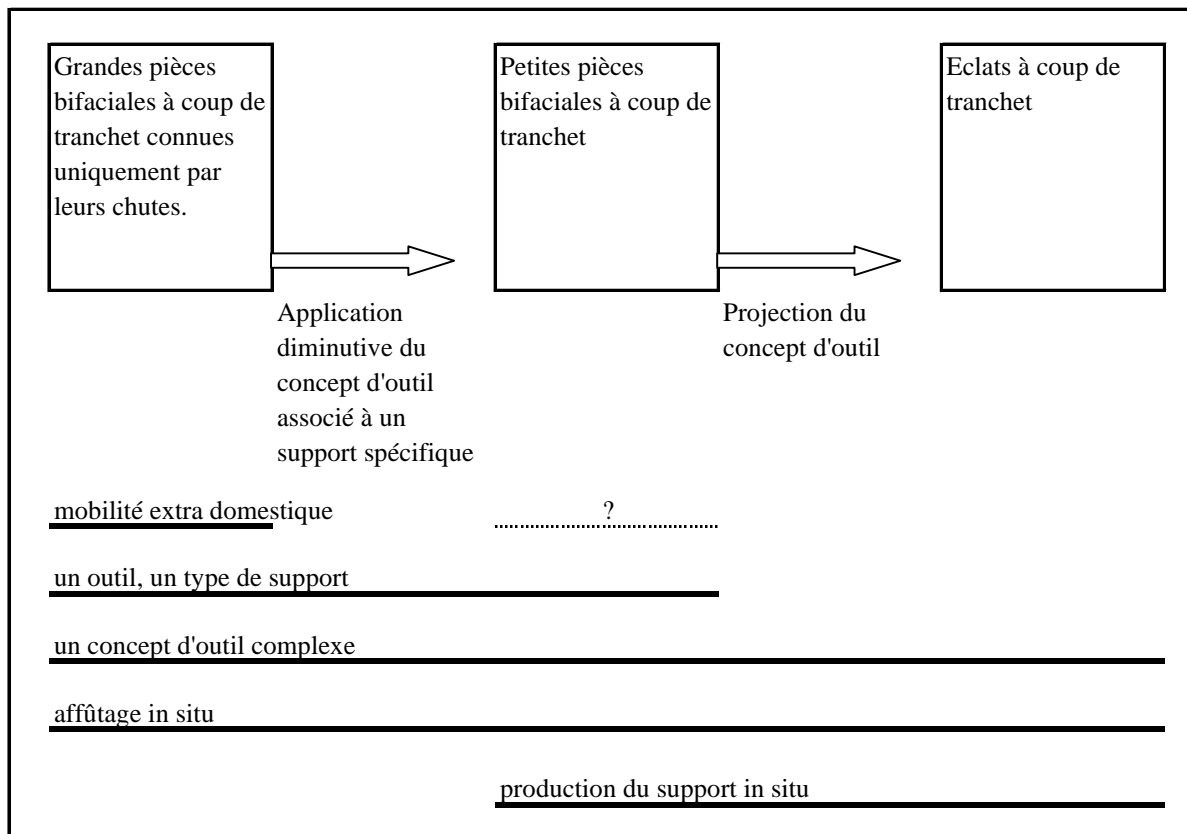 Grandes pièces
bifaciales à coup de
tranchet connues
uniquement par
leurs chutes.
Petites pièces
bifaciales à coup de
tranchet
Eclats à coup de
tranchet
Application
diminutive du
concept d'outil
associé à un
support spécifique
Projection du
concept d'outil
mobilité extra domestique
?
un outil, un type de support
un concept d'outil complexe
affûtage in situ
production du support in situ